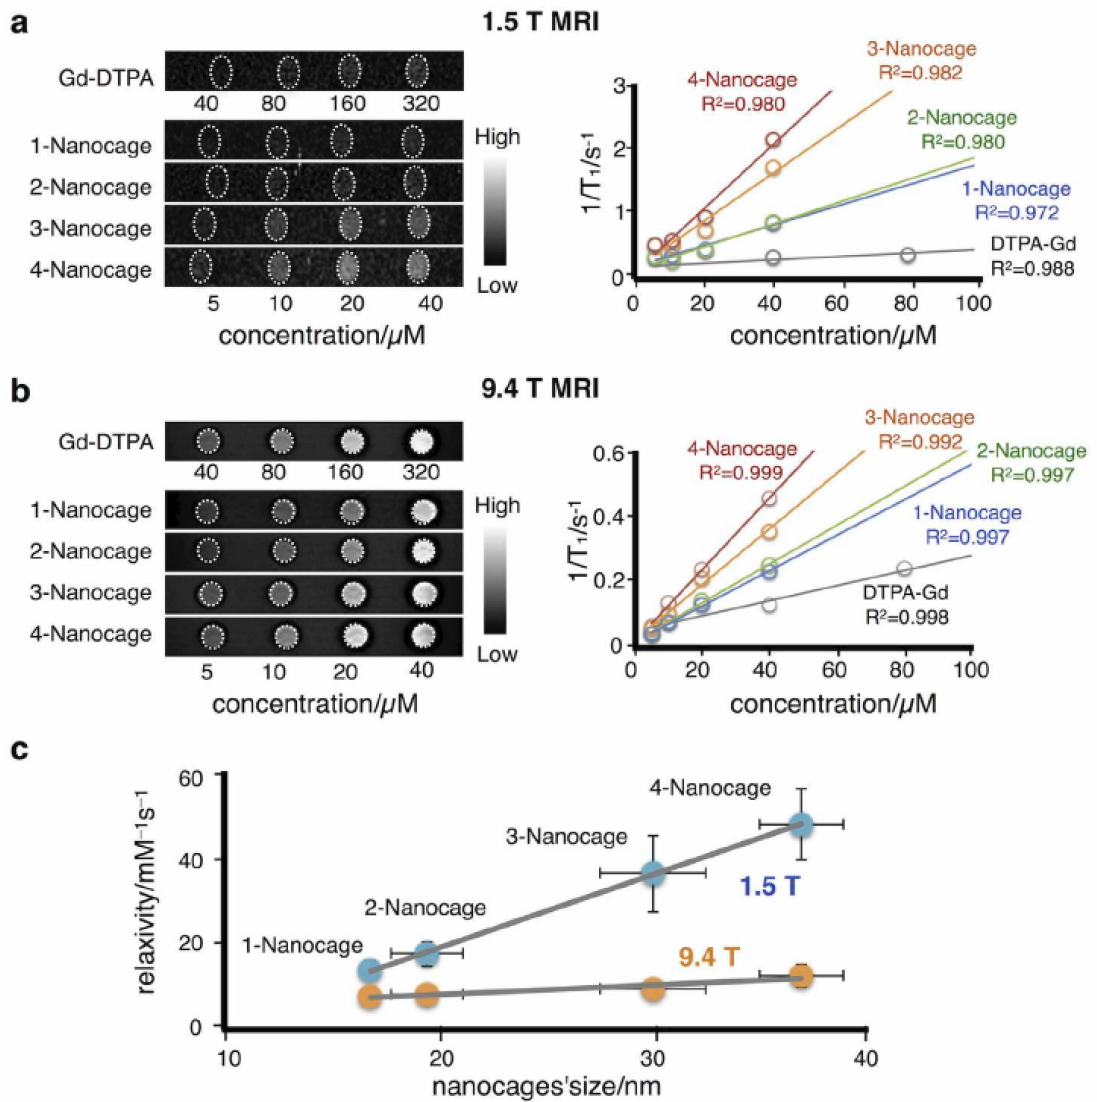 a
1.5 T MRI
Gd-DTPA
40 80 160 320
1-Nanocage
2-Nanocage
3-Nanocage
4-Nanocage
5 10 20 40
concentration/µM
High
Low
3-Nanocage
R²=0.982
4-Nanocage
R²=0.980
2-Nanocage
R²=0.980
1-Nanocage
R²=0.972
DTPA-Gd
R²=0.988
1/T₁/s⁻¹
3
2
1
0
0 20 40 60 80 100
concentration/µM
b
9.4 T MRI
Gd-DTPA
40 80 160 320
1-Nanocage
2-Nanocage
3-Nanocage
4-Nanocage
5 10 20 40
concentration/µM
High
Low
3-Nanocage
R²=0.992
4-Nanocage
R²=0.999
2-Nanocage
R²=0.997
1-Nanocage
R²=0.997
DTPA-Gd
R²=0.998
1/T₁/s⁻¹
0.6
0.4
0.2
0
0 20 40 60 80 100
concentration/µM
c
relaxivity/mM⁻¹s⁻¹
60
40
20
0
4-Nanocage
3-Nanocage
2-Nanocage
1-Nanocage
1.5 T
9.4 T
10 20 30 40
nanocages'size/nm